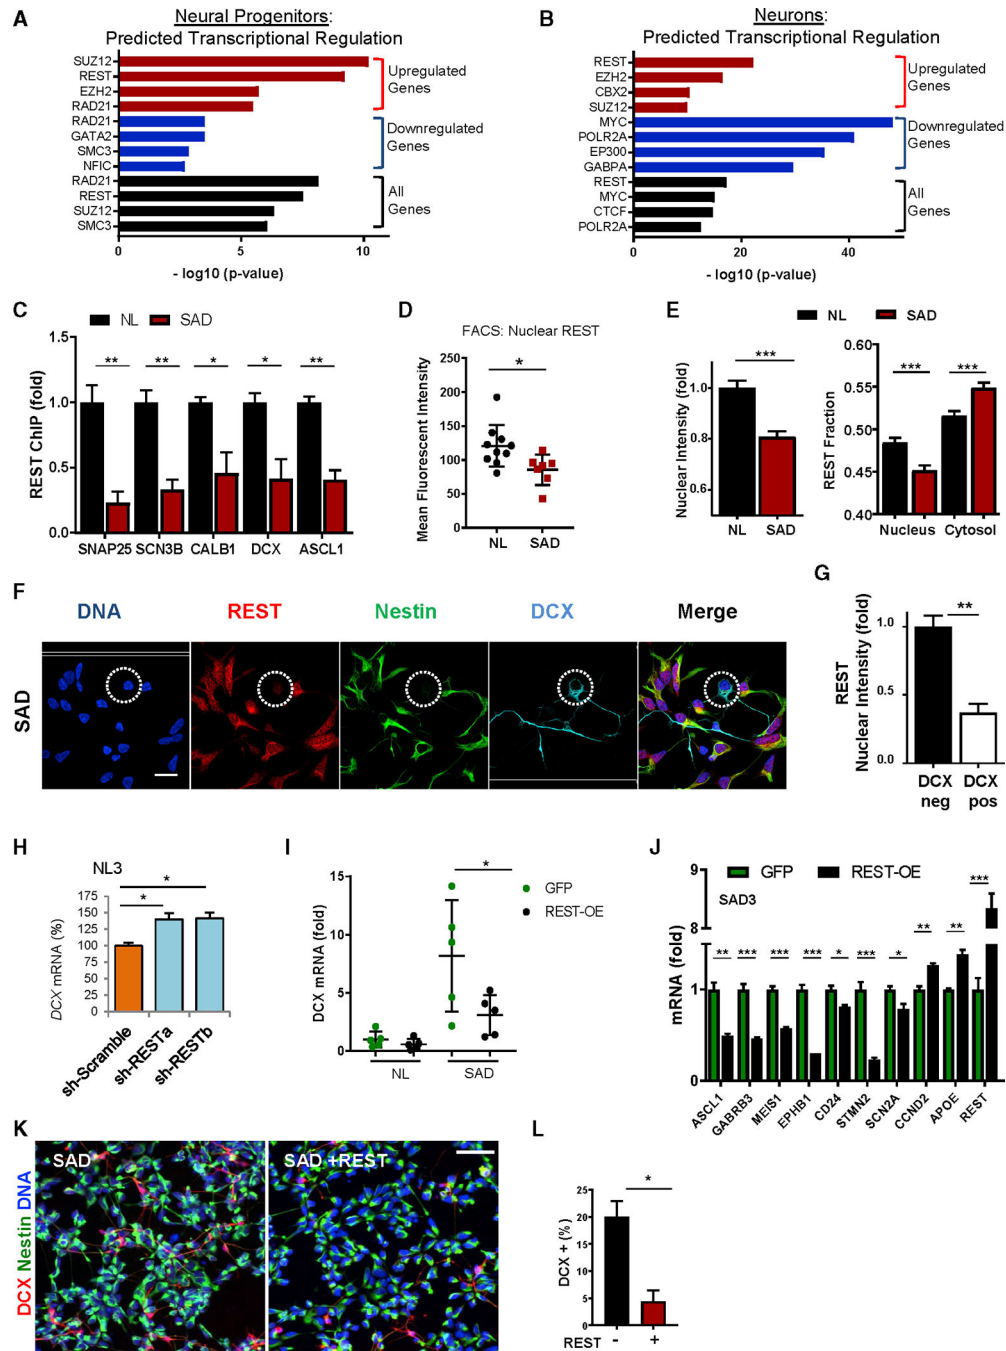 A
Neural Progenitors:
Predicted Transcriptional Regulation
SUZ12
REST
EZH2
RAD21
RAD21
GATA2
SMC3
NFIC
RAD21
REST
SUZ12
SMC3
Upregulated
Genes
Downregulated
Genes
All
Genes
0 5 10
- log10 (p-value)
B
Neurons:
Predicted Transcriptional Regulation
REST
EZH2
CBX2
SUZ12
MYC
POLR2A
EP300
GABPA
REST
MYC
CTCF
POLR2A
Upregulated
Genes
Downregulated
Genes
All
Genes
0 20 40
- log10 (p-value)
C
NL SAD
REST ChIP (fold)
1.5
1.0
0.5
0.0
** ** * * **
SNAP25 SCN3B CALB1 DCX ASCL1
D
FACS: Nuclear REST
Mean Fluorescent Intensity
250
200
150
100
50
0
*
NL SAD
E
NL SAD
Nuclear Intensity (fold)
1.0
0.8
0.6
***
NL SAD
REST Fraction
0.60
0.55
0.50
0.45
0.40
*** ***
Nucleus Cytosol
F
DNA REST Nestin DCX Merge
SAD
G
REST
Nuclear Intensity (fold)
1.0
0.5
0.0
**
DCX DCX
neg pos
H
NL3
DCX mRNA (%)
175
150
125
100
75
50
25
0
*
*
sh-Scramble sh-RESTa sh-RESTb
I
DCX mRNA (fold)
15
10
5
0
*
GFP
REST-OE
NL SAD
J
GFP REST-OE
SAD3
mRNA (fold)
9
8
1
0
** *** *** *** * *** * ** ** ***
ASCL1 GABRB3 MEIS1 EPHB1 CD24 STMN2 SCN2A CCND2 APOE REST
K
DCX Nestin DNA
SAD
SAD +REST
L
DCX + (%)
25
20
15
10
5
0
*
REST - +